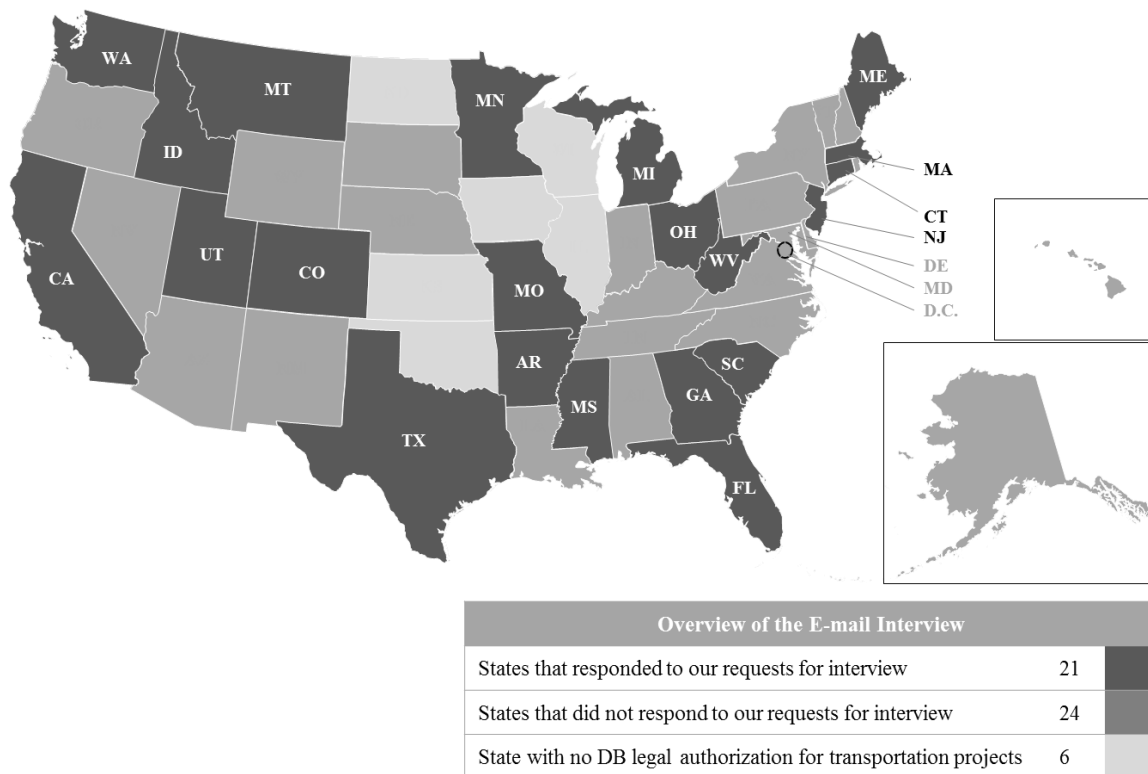 WA
MT
MN
ME
ID
MI
MA
CT
NJ
OH
UT
CO
WV
DE
CA
MO
MD
D.C.
AR
SC
MS
GA
TX
FL
Overview of the E-mail Interview
States that responded to our requests for interview 21
States that did not respond to our requests for interview 24
State with no DB legal authorization for transportation projects 6